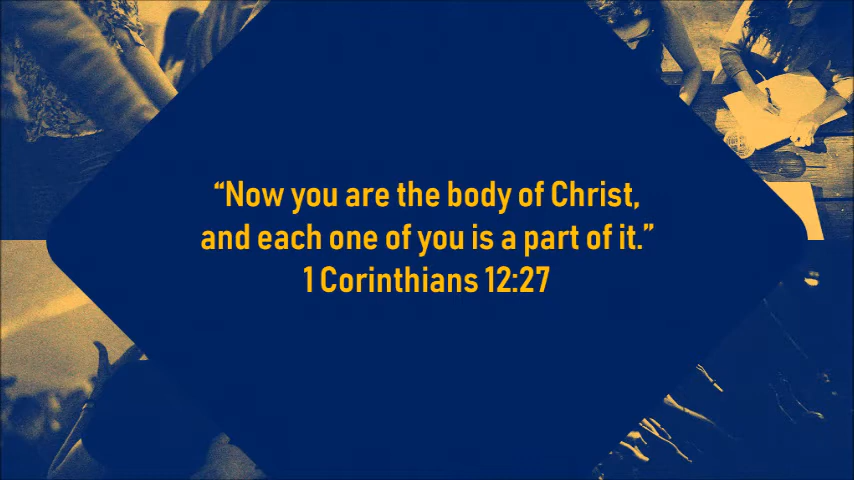 “Now you are the body of Christ,
and each one of you is a part of it.”
1 Corinthians 12:27